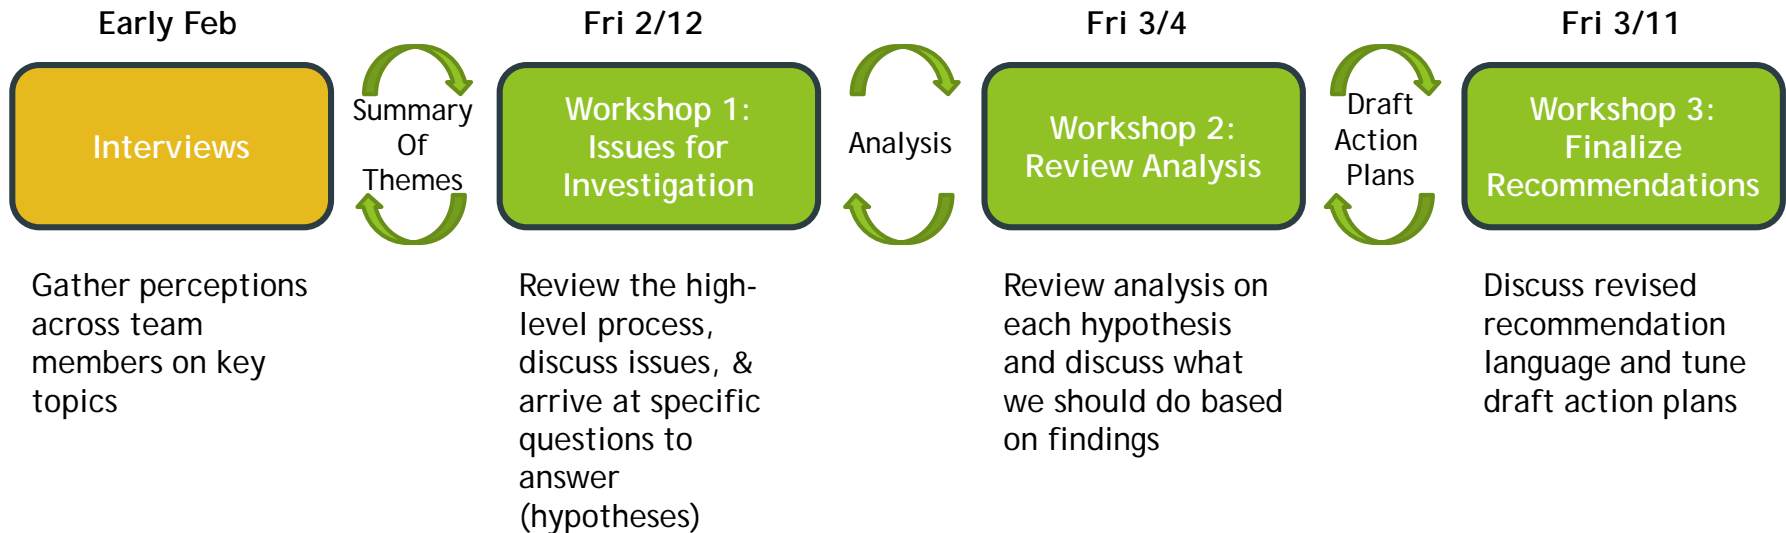 Early Feb
Fri 2/12
Fri 3/4
Fri 3/11
Interviews
Summary
Of
Themes
Workshop 1:
Issues for
Investigation
Analysis
Workshop 2:
Review Analysis
Draft
Action
Plans
Workshop 3:
Finalize
Recommendations
Gather perceptions
across team
members on key
topics
Review the high-
level process,
discuss issues, &
arrive at specific
questions to
answer
(hypotheses)
Review analysis on
each hypothesis
and discuss what
we should do based
on findings
Discuss revised
recommendation
language and tune
draft action plans